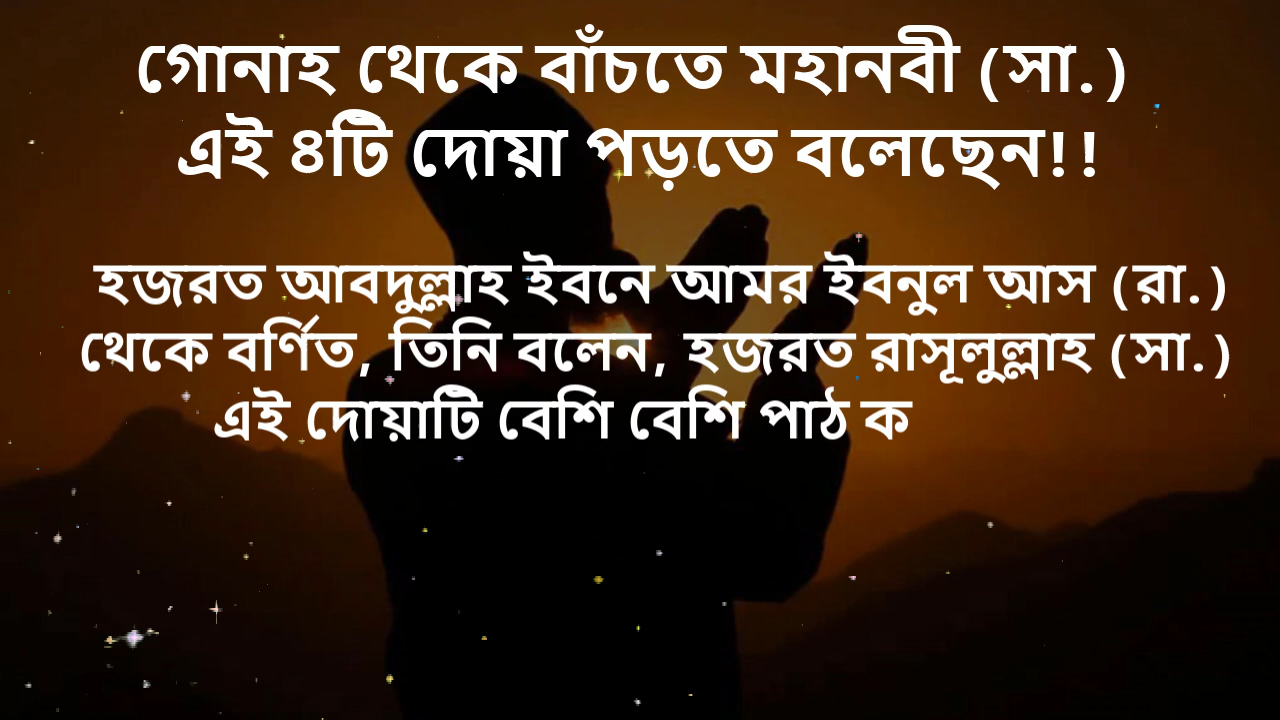 গোনাহ থেকে বাঁচতে মহানবী (সা.)
এই ৪টি দোয়া পড়তে বলেছেন!!
হজরত আবদুল্লাহ ইবনে আমর ইবনুল আস (রা.)
থেকে বর্ণিত, তিনি বলেন, হজরত রাসূলুল্লাহ (সা.)
এই দোয়াটি বেশি বেশি পাঠ ক